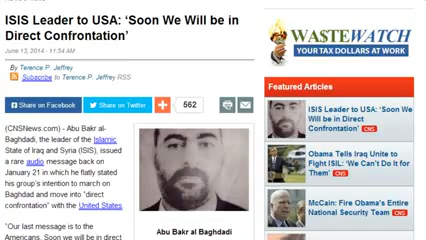 ISIS Leader to USA: 'Soon We Will be in
Direct Confrontation'
June 13, 2014 - 11:54 AM
By Terence P. Jeffrey
Subscribe to Terence P. Jeffrey RSS
Share on Facebook
Share on Twitter
562
(CNSNews.com) - Abu Bakr al-
Baghdadi, the leader of the Islamic
State of Iraq and Syria (ISIS), issued
a rare audio message back on
January 21 in which he flatly stated
his group's intention to march on
Baghdad and move into "direct
confrontation" with the United States.
"Our last message is to the
Americans. Soon we will be in direct
Abu Bakr al Baghdadi
WASTEWATCH
YOUR TAX DOLLARS AT WORK
Featured Articles
ISIS Leader to USA: 'Soon We Will be in
Direct Confrontation' CNS
Obama Tells Iraq Unite to
Fight ISIL: 'We Can't Do It for
Them' CNS
McCain: Fire Obama's Entire
National Security Team CNS